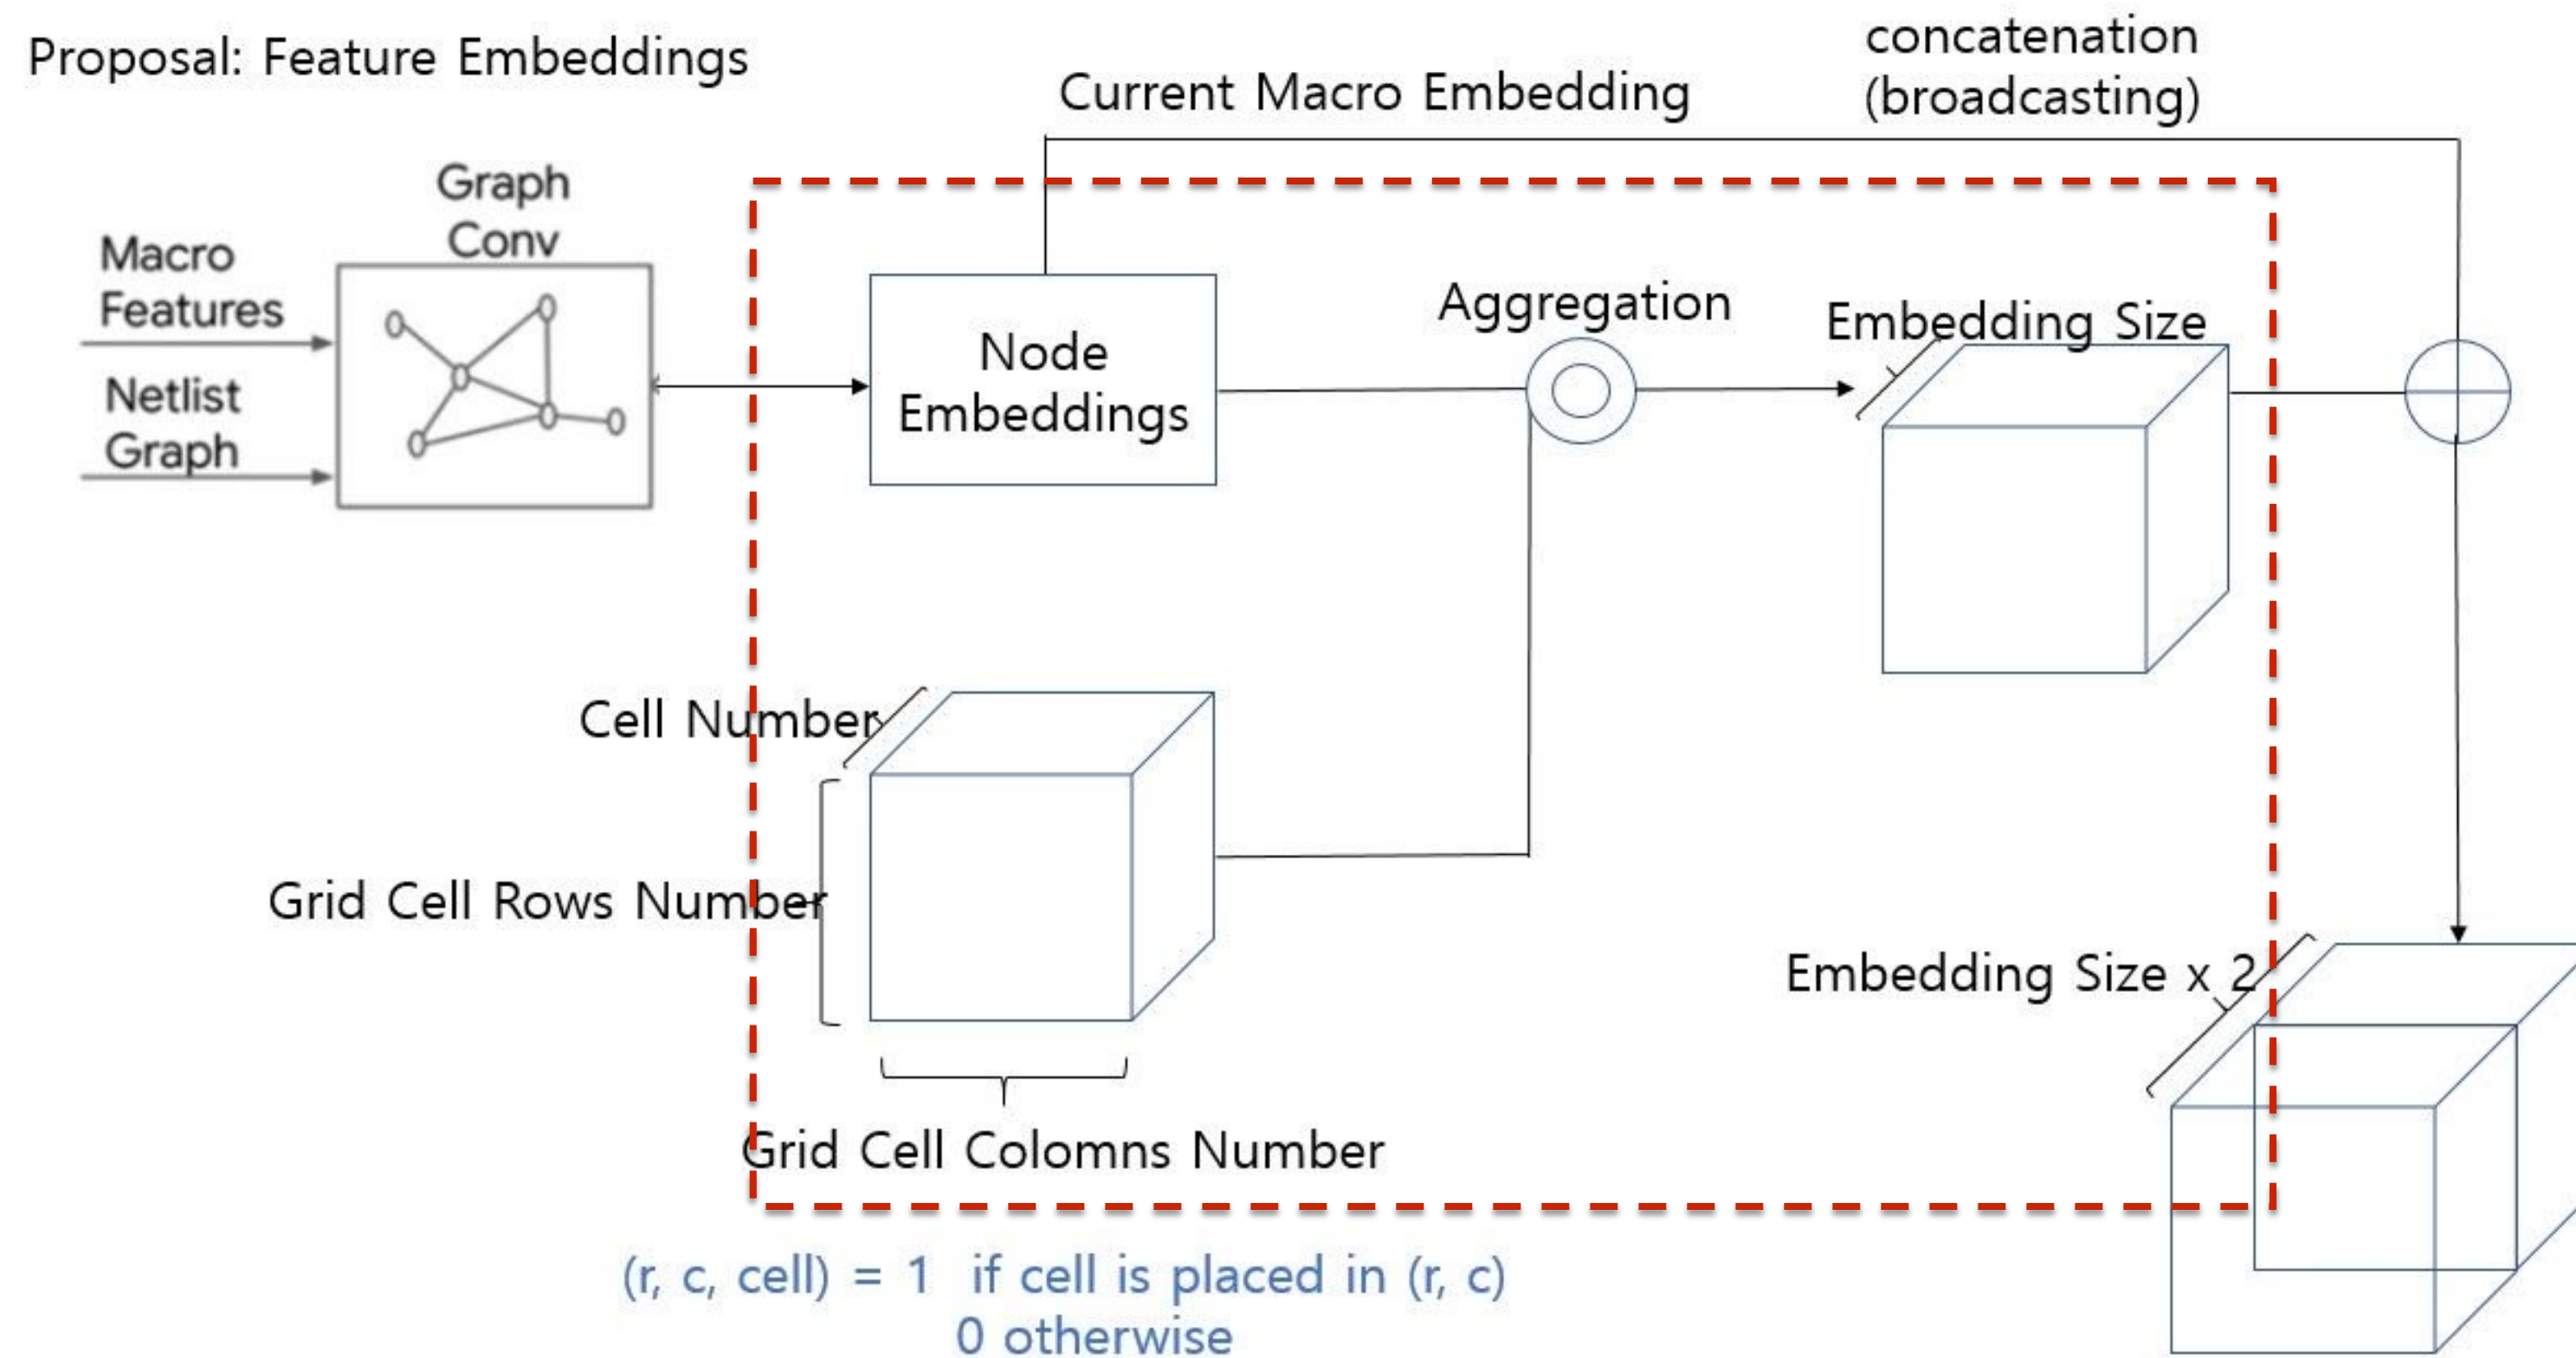 Proposal: Feature Embeddings
concatenation
(broadcasting)
Current Macro Embedding
Graph
Conv
Macro
Features
Netlist
Graph
Node
Embeddings
Aggregation
Embedding Size
Cell Number
Grid Cell Rows Number
Grid Cell Colomns Number
Embedding Size x 2
(r, c, cell) = 1 if cell is placed in (r, c)
0 otherwise